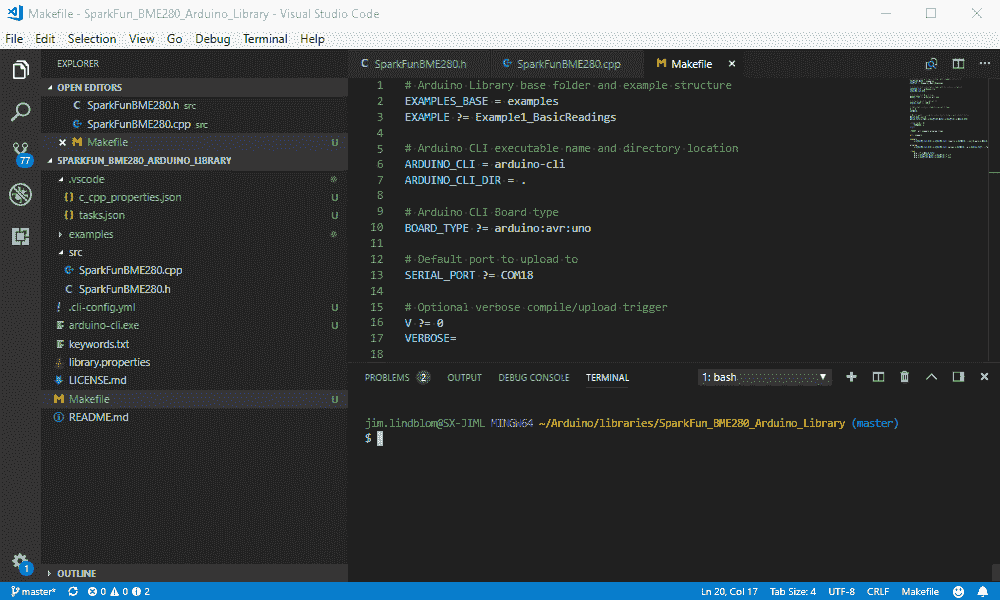 Makefile - SparkFun_BME280_Arduino_Library - Visual Studio Code
File Edit Selection View Go Debug Terminal Help
EXPLORER
OPEN EDITORS
C SparkFunBME280.h src
SparkFunBME280.cpp src
M Makefile U
SPARKFUN_BME280_ARDUINO_LIBRARY
.vscode
{} c_cpp_properties.json U
{} tasks.json U
examples
src
SparkFunBME280.cpp
C SparkFunBME280.h
! .cli-config.yml U
arduino-cli.exe U
keywords.txt
library.properties
LICENSE.md
M Makefile U
README.md
OUTLINE
77
1
C SparkFunBME280.h SparkFunBME280.cpp M Makefile ×
1 # Arduino Library base folder and example structure
2 EXAMPLES_BASE = examples
3 EXAMPLE ?= Example1_BasicReadings
4
5 # Arduino CLI executable name and directory location
6 ARDUINO_CLI = arduino-cli
7 ARDUINO_CLI_DIR = .
8
9 # Arduino CLI Board type
10 BOARD_TYPE ?= arduino:avr:uno
11
12 # Default port to upload to
13 SERIAL_PORT ?= COM18
14
15 # Optional verbose compile/upload trigger
16 V ?= 0
17 VERBOSE=
18
PROBLEMS 2 OUTPUT DEBUG CONSOLE TERMINAL 1: bash
jim.lindblom@SX-JIML MINGW64 ~/Arduino/libraries/SparkFun_BME280_Arduino_Library (master)
$
master* 0 0 2 Ln 20, Col 17 Tab Size: 4 UTF-8 CRLF Makefile